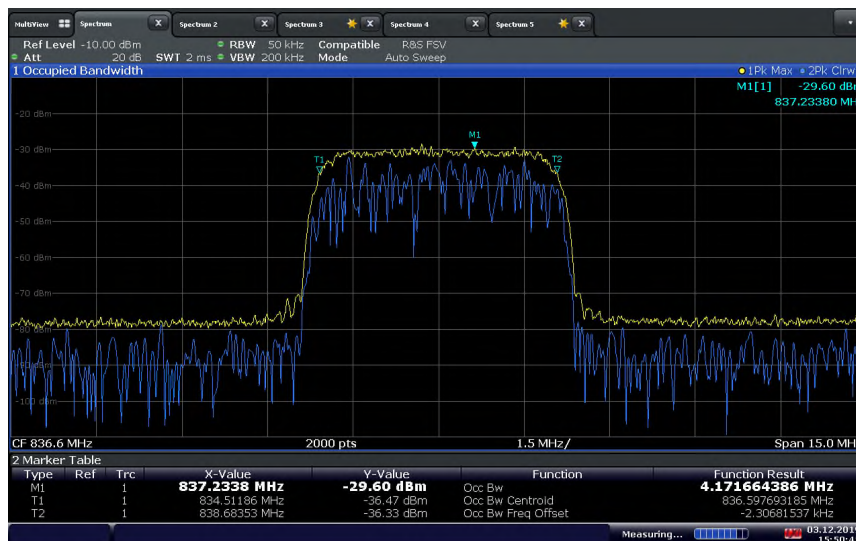 MultiView Spectrum X Spectrum 2 X Spectrum 3 X Spectrum 4 X Spectrum 5 X
Ref Level -10.00 dBm RBW 50 kHz Compatible R&S FSV
Att 20 dB SWT 2 ms VBW 200 kHz Mode Auto Sweep
1 Occupied Bandwidth 1Pk Max 2Pk Clrw
M1[1] -29.60 dBm
837.23380 MH
-20 dBm
M1
-30 dBm
T1 T2
-40 dBm
-50 dBm
-60 dBm
-70 dBm
-80 dBm
-90 dBm
-100 dBm
CF 836.6 MHz 2000 pts 1.5 MHz/ Span 15.0 MH
2 Marker Table
Type Ref Trc X-Value Y-Value Function Function Result
M1 1 837.2338 MHz -29.60 dBm Occ Bw 4.171664386 MHz
T1 1 834.51186 MHz -36.47 dBm Occ Bw Centroid 836.597693185 MHz
T2 1 838.68353 MHz -36.33 dBm Occ Bw Freq Offset -2.30681537 kHz
Measuring... 03.12.201
15:50:4